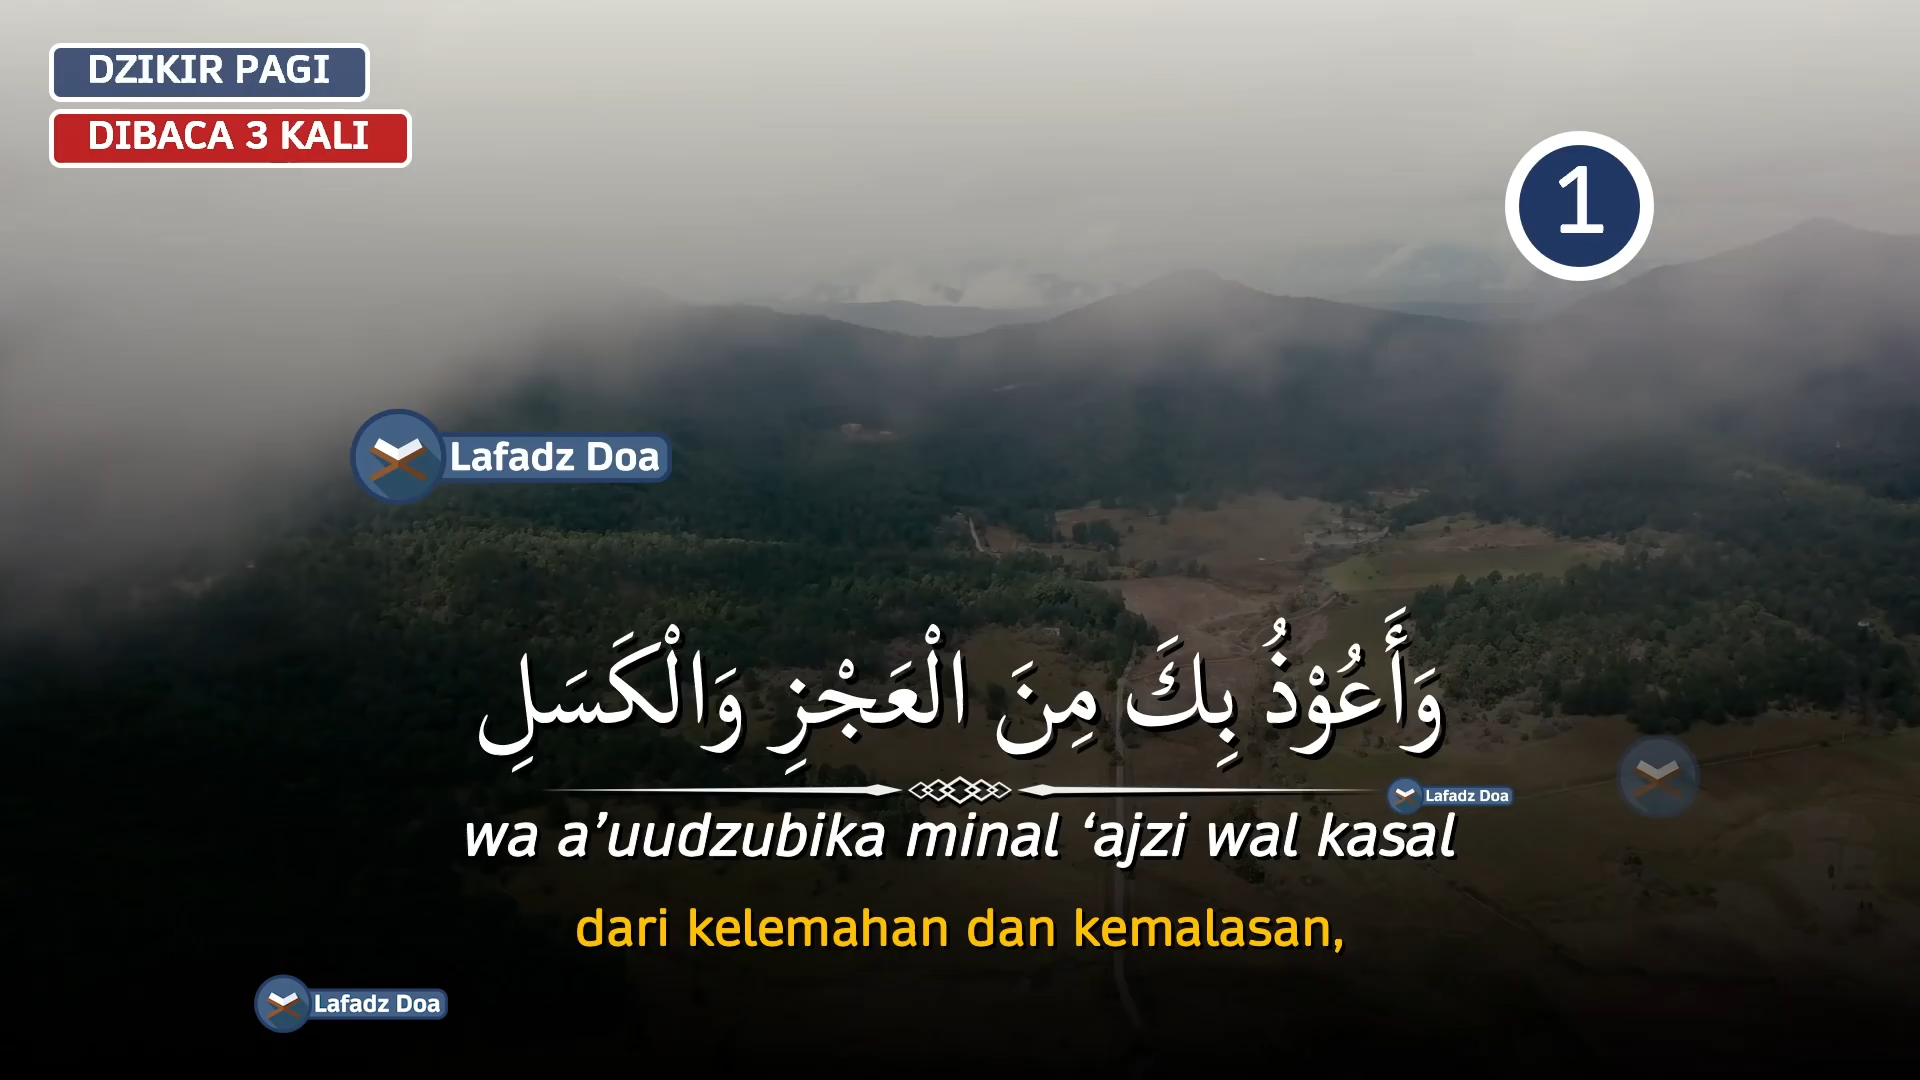 DZIKIR PAGI
DIBACA 3 KALI
1
Lafadz Doa
وَأَعُوْذُ بِكَ مِنَ الْعَجْزِ وَالْكَسَلِ
Lafadz Doa
wa a’uudzubika minal ‘ajzi wal kasal
dari kelemahan dan kemalasan,
Lafadz Doa